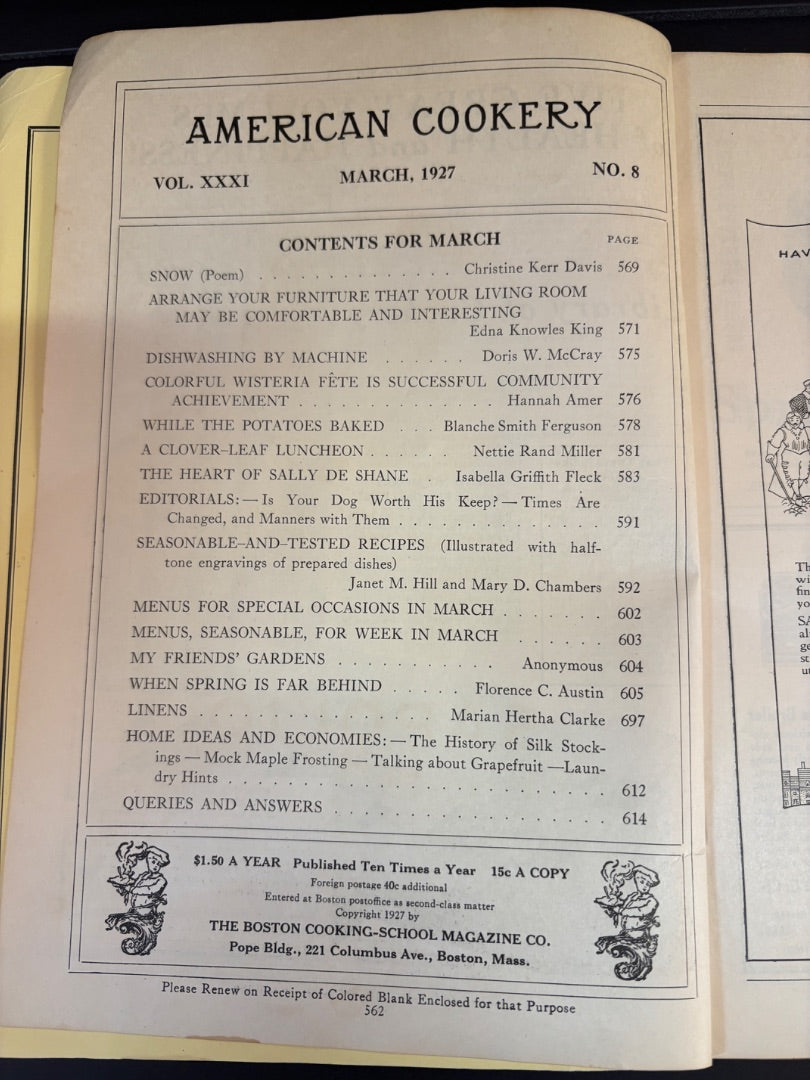 AMERICAN COOKERY
VOL. XXXI MARCH, 1927 NO. 8
CONTENTS FOR MARCH PAGE
SNOW (Poem) . . . . . . . . . . . . . . Christine Kerr Davis 569
ARRANGE YOUR FURNITURE THAT YOUR LIVING ROOM
MAY BE COMFORTABLE AND INTERESTING
Edna Knowles King 571
DISHWASHING BY MACHINE . . . . . . Doris W. McCray 575
COLORFUL WISTERIA FÊTE IS SUCCESSFUL COMMUNITY
ACHIEVEMENT . . . . . . . . . . . . . . Hannah Amer 576
WHILE THE POTATOES BAKED . . . Blanche Smith Ferguson 578
A CLOVER–LEAF LUNCHEON . . . . . . Nettie Rand Miller 581
THE HEART OF SALLY DE SHANE . Isabella Griffith Fleck 583
EDITORIALS: — Is Your Dog Worth His Keep? — Times Are
Changed, and Manners with Them . . . . . . . . . . . . . 591
SEASONABLE–AND–TESTED RECIPES (Illustrated with half-
tone engravings of prepared dishes)
Janet M. Hill and Mary D. Chambers 592
MENUS FOR SPECIAL OCCASIONS IN MARCH . . . . . . . 602
MENUS, SEASONABLE, FOR WEEK IN MARCH . . . . . . 603
MY FRIENDS' GARDENS . . . . . . . . . . Anonymous 604
WHEN SPRING IS FAR BEHIND . . . . . Florence C. Austin 605
LINENS . . . . . . . . . . . . . . . . Marian Hertha Clarke 697
HOME IDEAS AND ECONOMIES: — The History of Silk Stock-
ings — Mock Maple Frosting — Talking about Grapefruit — Laun-
dry Hints . . . . . . . . . . . . . . . . . . . . . . . . 612
QUERIES AND ANSWERS . . . . . . . . . . . . . . . . . . 614
$1.50 A YEAR Published Ten Times a Year 15c A COPY
Foreign postage 40c additional
Entered at Boston postoffice as second-class matter
Copyright 1927 by
THE BOSTON COOKING-SCHOOL MAGAZINE CO.
Pope Bldg., 221 Columbus Ave., Boston, Mass.
Please Renew on Receipt of Colored Blank Enclosed for that Purpose
562
HAV
Th
wi
fin
yo
SA
al
ge
st